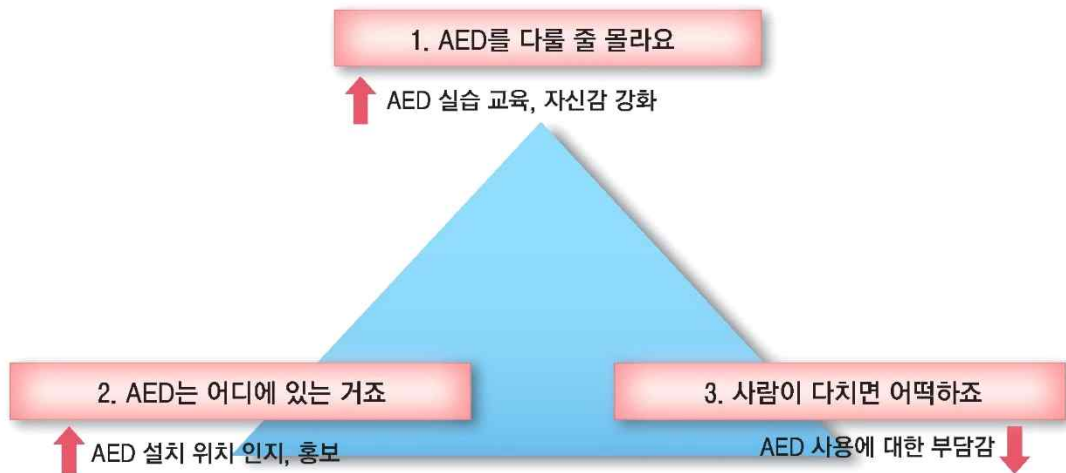 1. AED를 다룰 줄 몰라요
AED 실습 교육, 자신감 강화
2. AED는 어디에 있는 거죠
AED 설치 위치 인지, 홍보
3. 사람이 다치면 어떡하죠
AED 사용에 대한 부담감